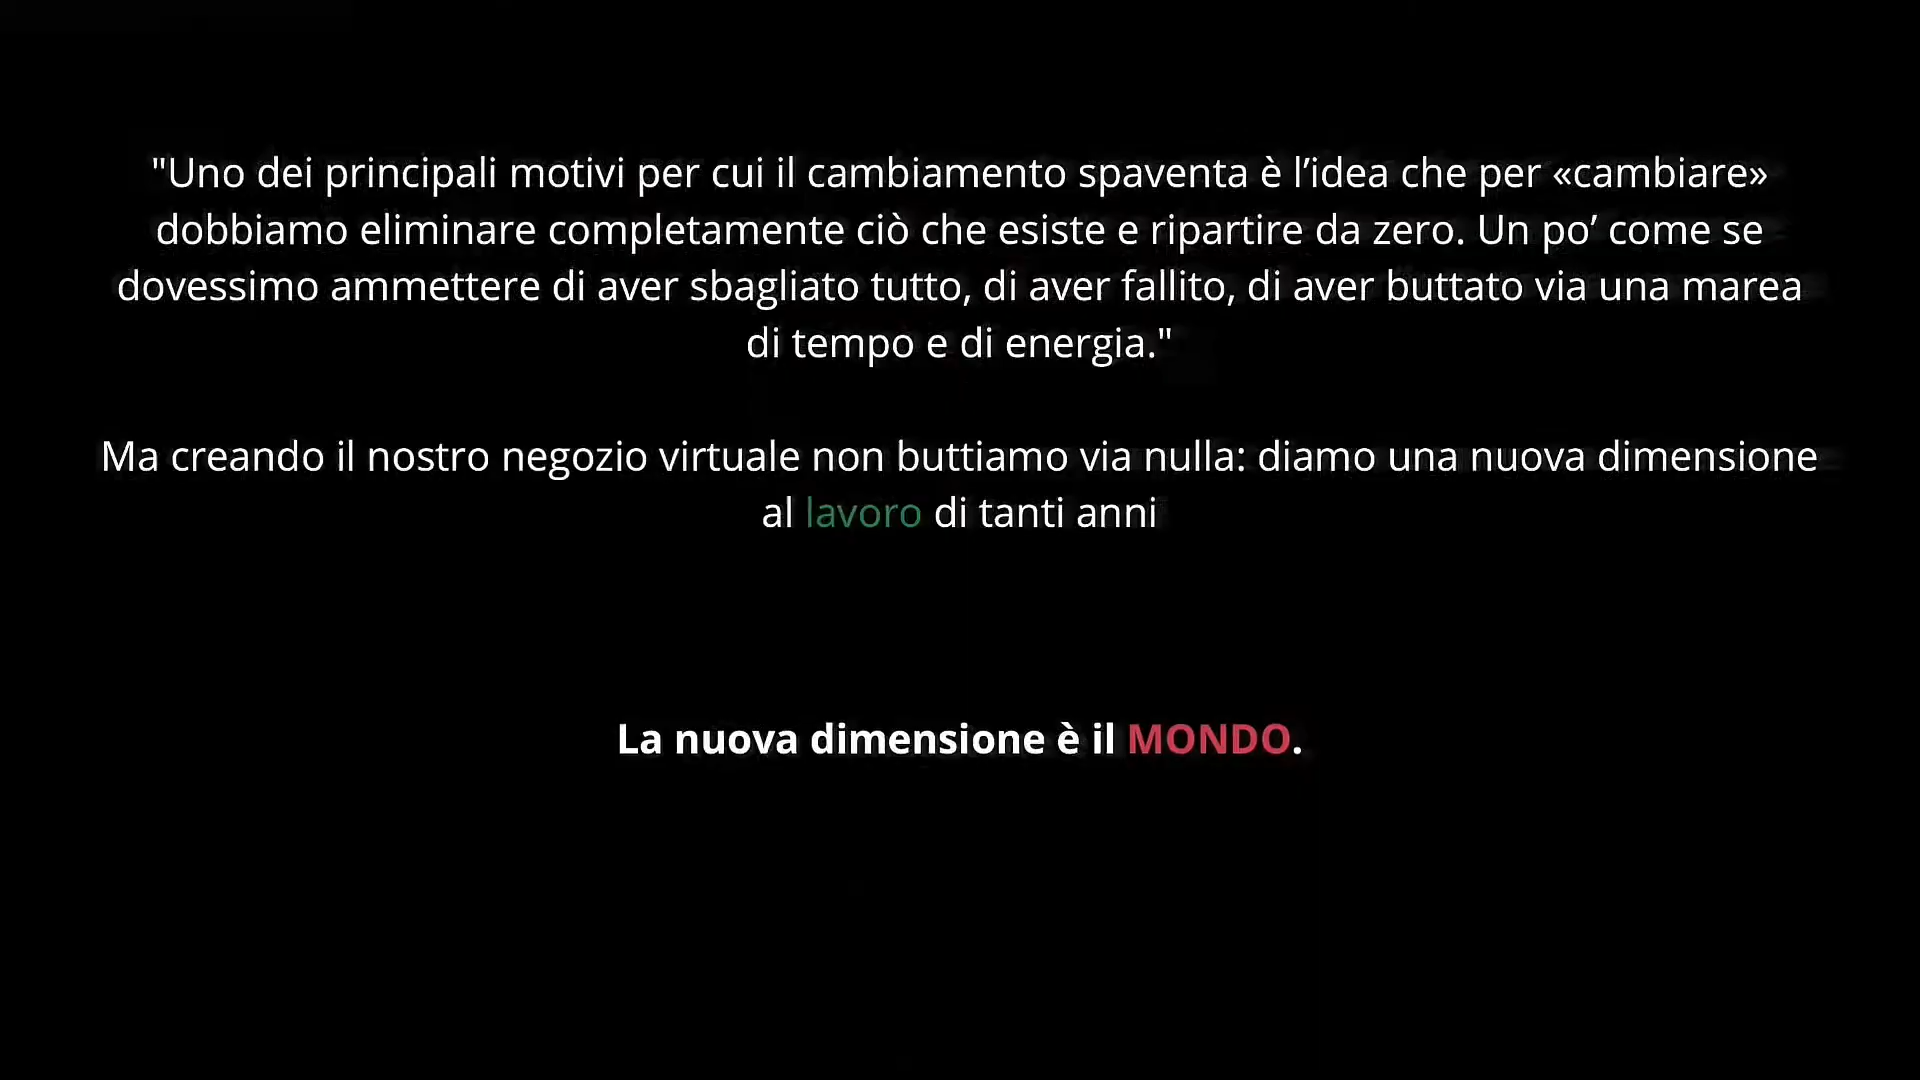 "Uno dei principali motivi per cui il cambiamento spaventa è l’idea che per «cambiare»
dobbiamo eliminare completamente ciò che esiste e ripartire da zero. Un po’ come se
dovessimo ammettere di aver sbagliato tutto, di aver fallito, di aver buttato via una marea
di tempo e di energia."
Ma creando il nostro negozio virtuale non buttiamo via nulla: diamo una nuova dimensione
al lavoro di tanti anni
La nuova dimensione è il MONDO.